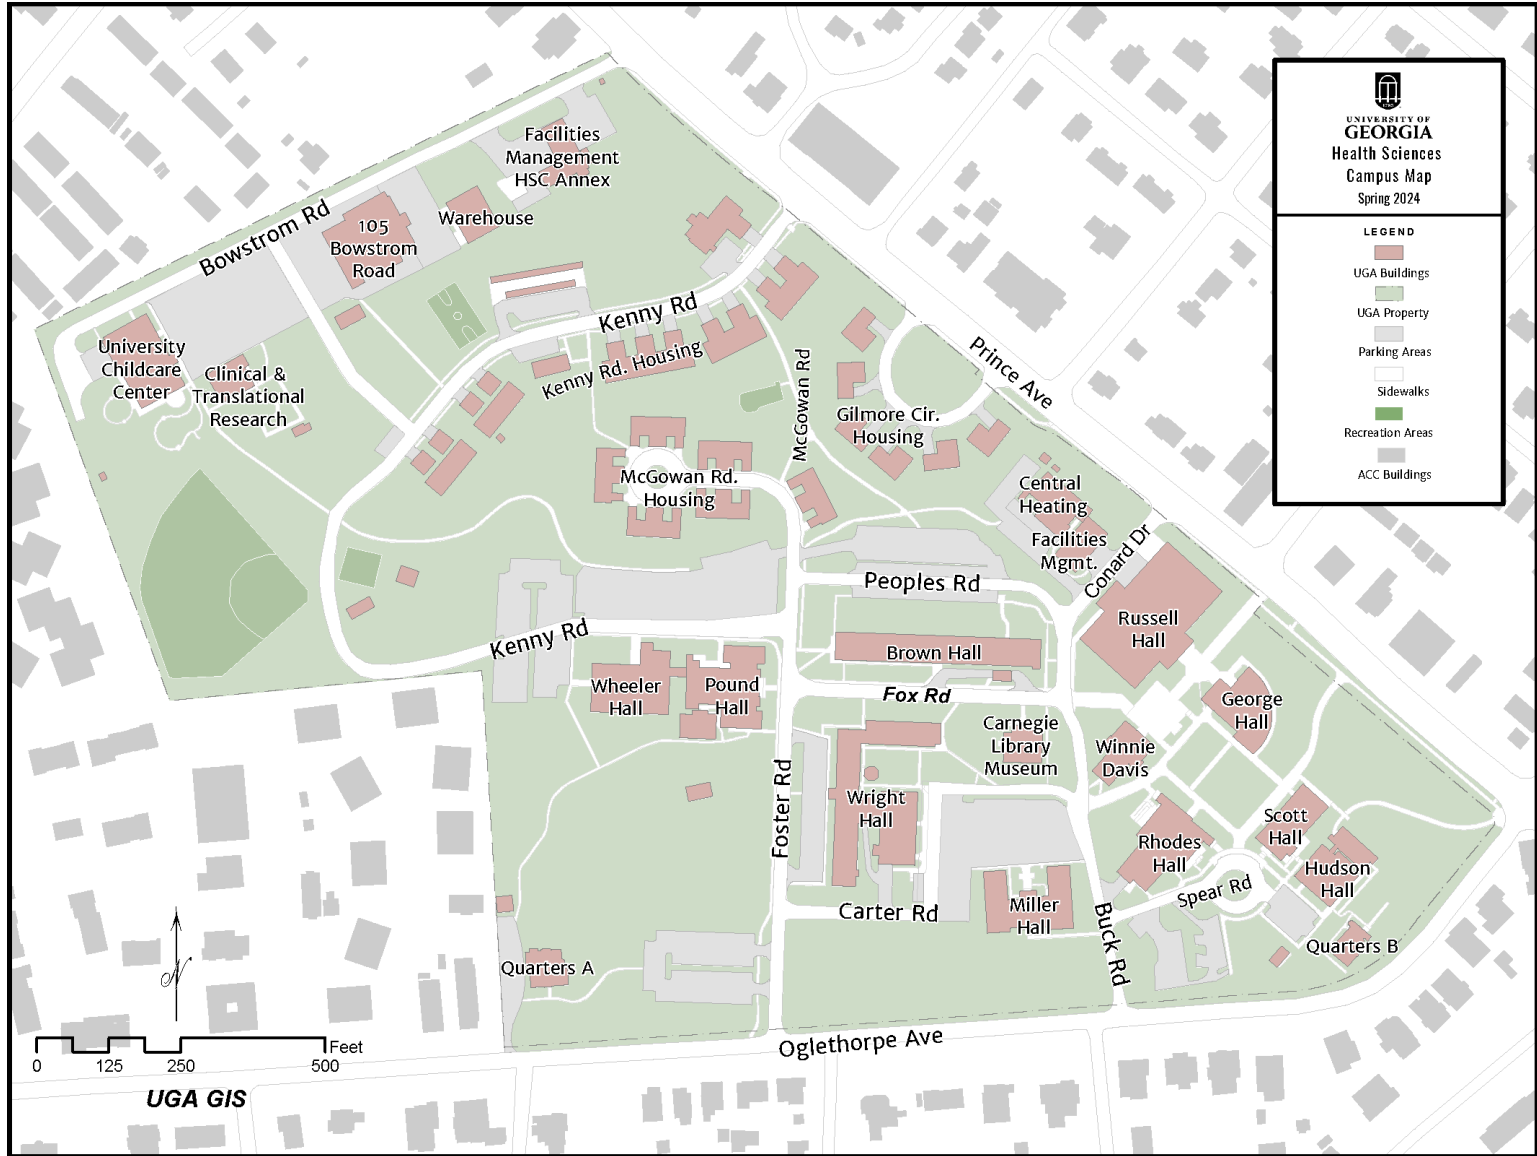 UNIVERSITY OF
GEORGIA
Health Sciences
Campus Map
Spring 2024
LEGEND
UGA Buildings
UGA Property
Parking Areas
Sidewalks
Recreation Areas
ACC Buildings
Facilities
Management
HSC Annex
Warehouse
105
Bowstrom
Road
Bowstrom Rd
University
Childcare
Center
Clinical &
Translational
Research
Kenny Rd
Kenny Rd. Housing
McGowan Rd
Prince Ave
Gilmore Cir.
Housing
McGowan Rd.
Housing
Central
Heating
Facilities
Mgmt.
Conard Dr
Peoples Rd
Russell
Hall
Kenny Rd
Brown Hall
Wheeler
Hall
Pound
Hall
Fox Rd
George
Hall
Carnegie
Library
Museum
Winnie
Davis
Foster Rd
Wright
Hall
Scott
Hall
Rhodes
Hall
Hudson
Hall
Spear Rd
Carter Rd
Miller
Hall
Buck Rd
Quarters B
Quarters A
Oglethorpe Ave
N
Feet
0 125 250 500
UGA GIS